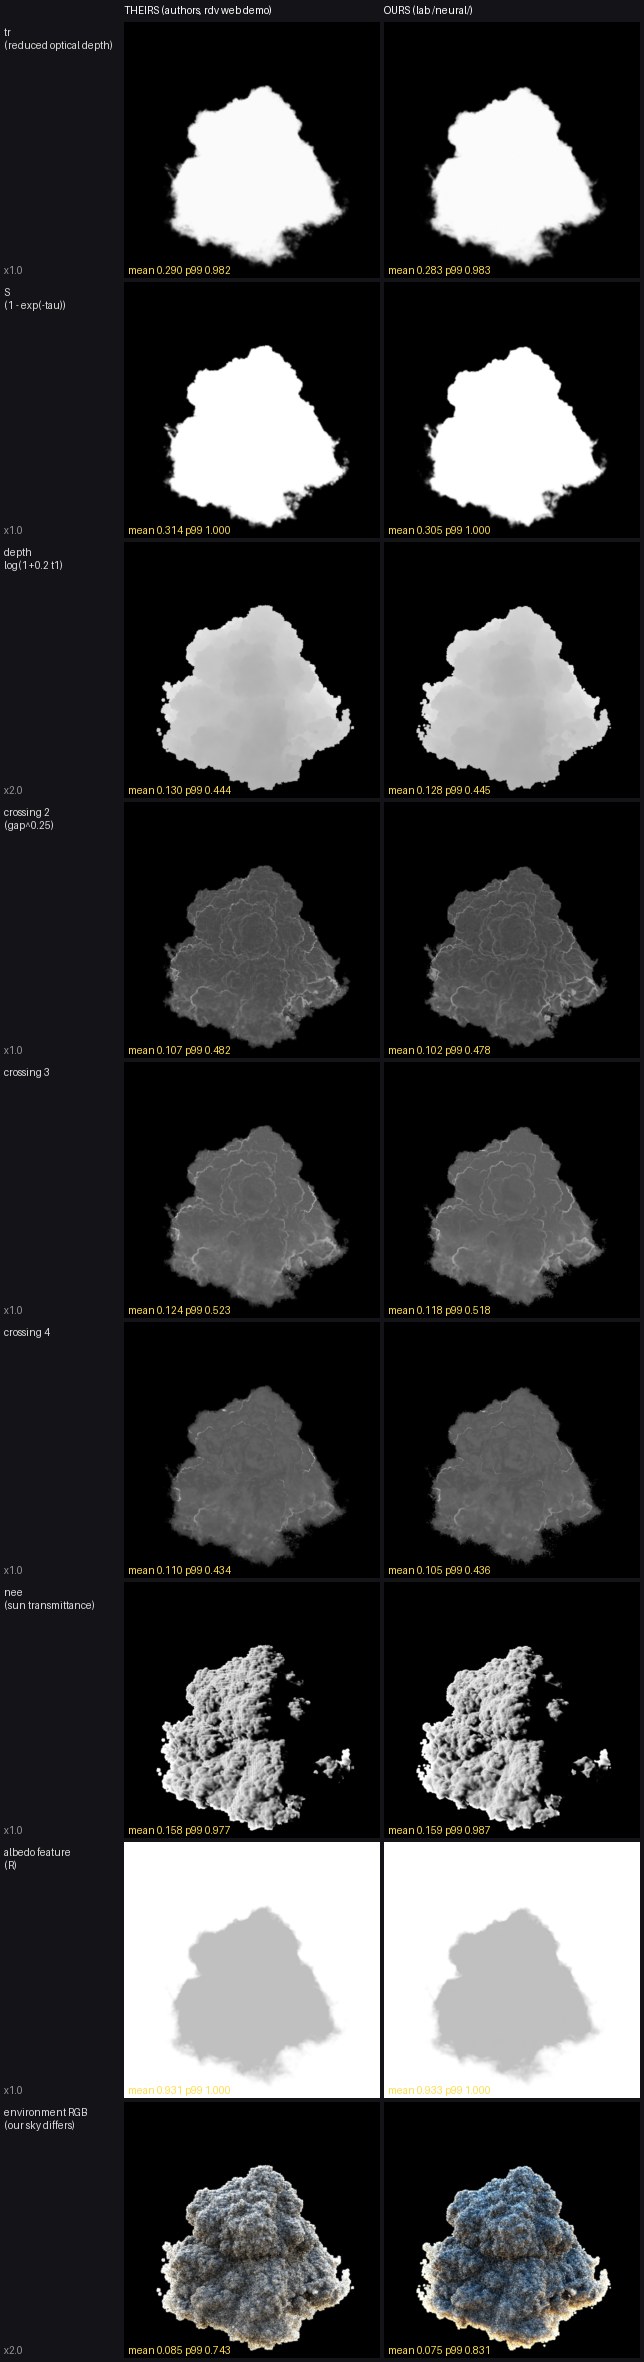 THEIRS (authors, rdv web demo) OURS (lab/neural/)
tr
(reduced optical depth)
x1.0 mean 0.290 p99 0.982 mean 0.283 p99 0.983
S
(1 - exp(-tau))
x1.0 mean 0.314 p99 1.000 mean 0.305 p99 1.000
depth
log(1+0.2 t1)
x2.0 mean 0.130 p99 0.444 mean 0.128 p99 0.445
crossing 2
(gap^0.25)
x1.0 mean 0.107 p99 0.482 mean 0.102 p99 0.478
crossing 3
x1.0 mean 0.124 p99 0.523 mean 0.118 p99 0.518
crossing 4
x1.0 mean 0.110 p99 0.434 mean 0.105 p99 0.436
nee
(sun transmittance)
x1.0 mean 0.158 p99 0.977 mean 0.159 p99 0.987
albedo feature
(R)
x1.0 mean 0.931 p99 1.000 mean 0.933 p99 1.000
environment RGB
(our sky differs)
x2.0 mean 0.085 p99 0.743 mean 0.075 p99 0.831